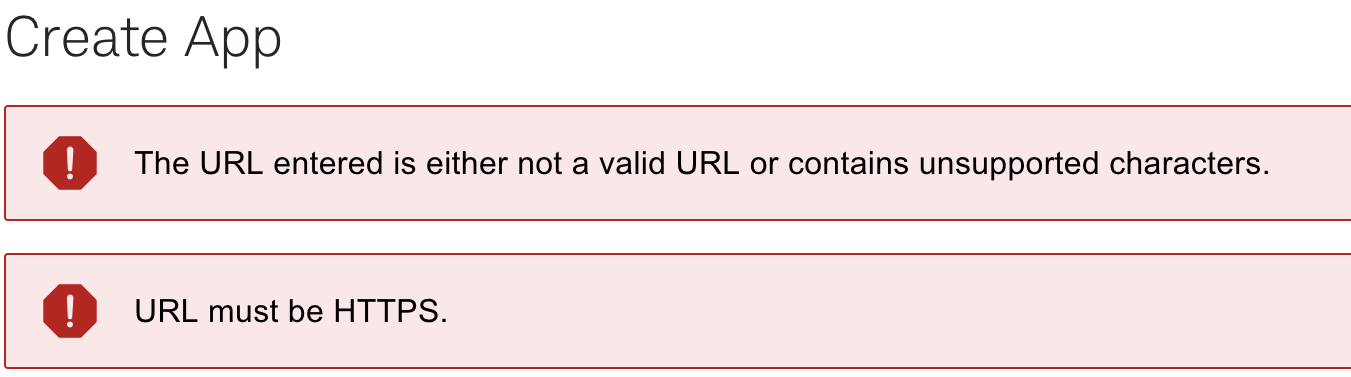 Create App
The URL entered is either not a valid URL or contains unsupported characters.
URL must be HTTPS.